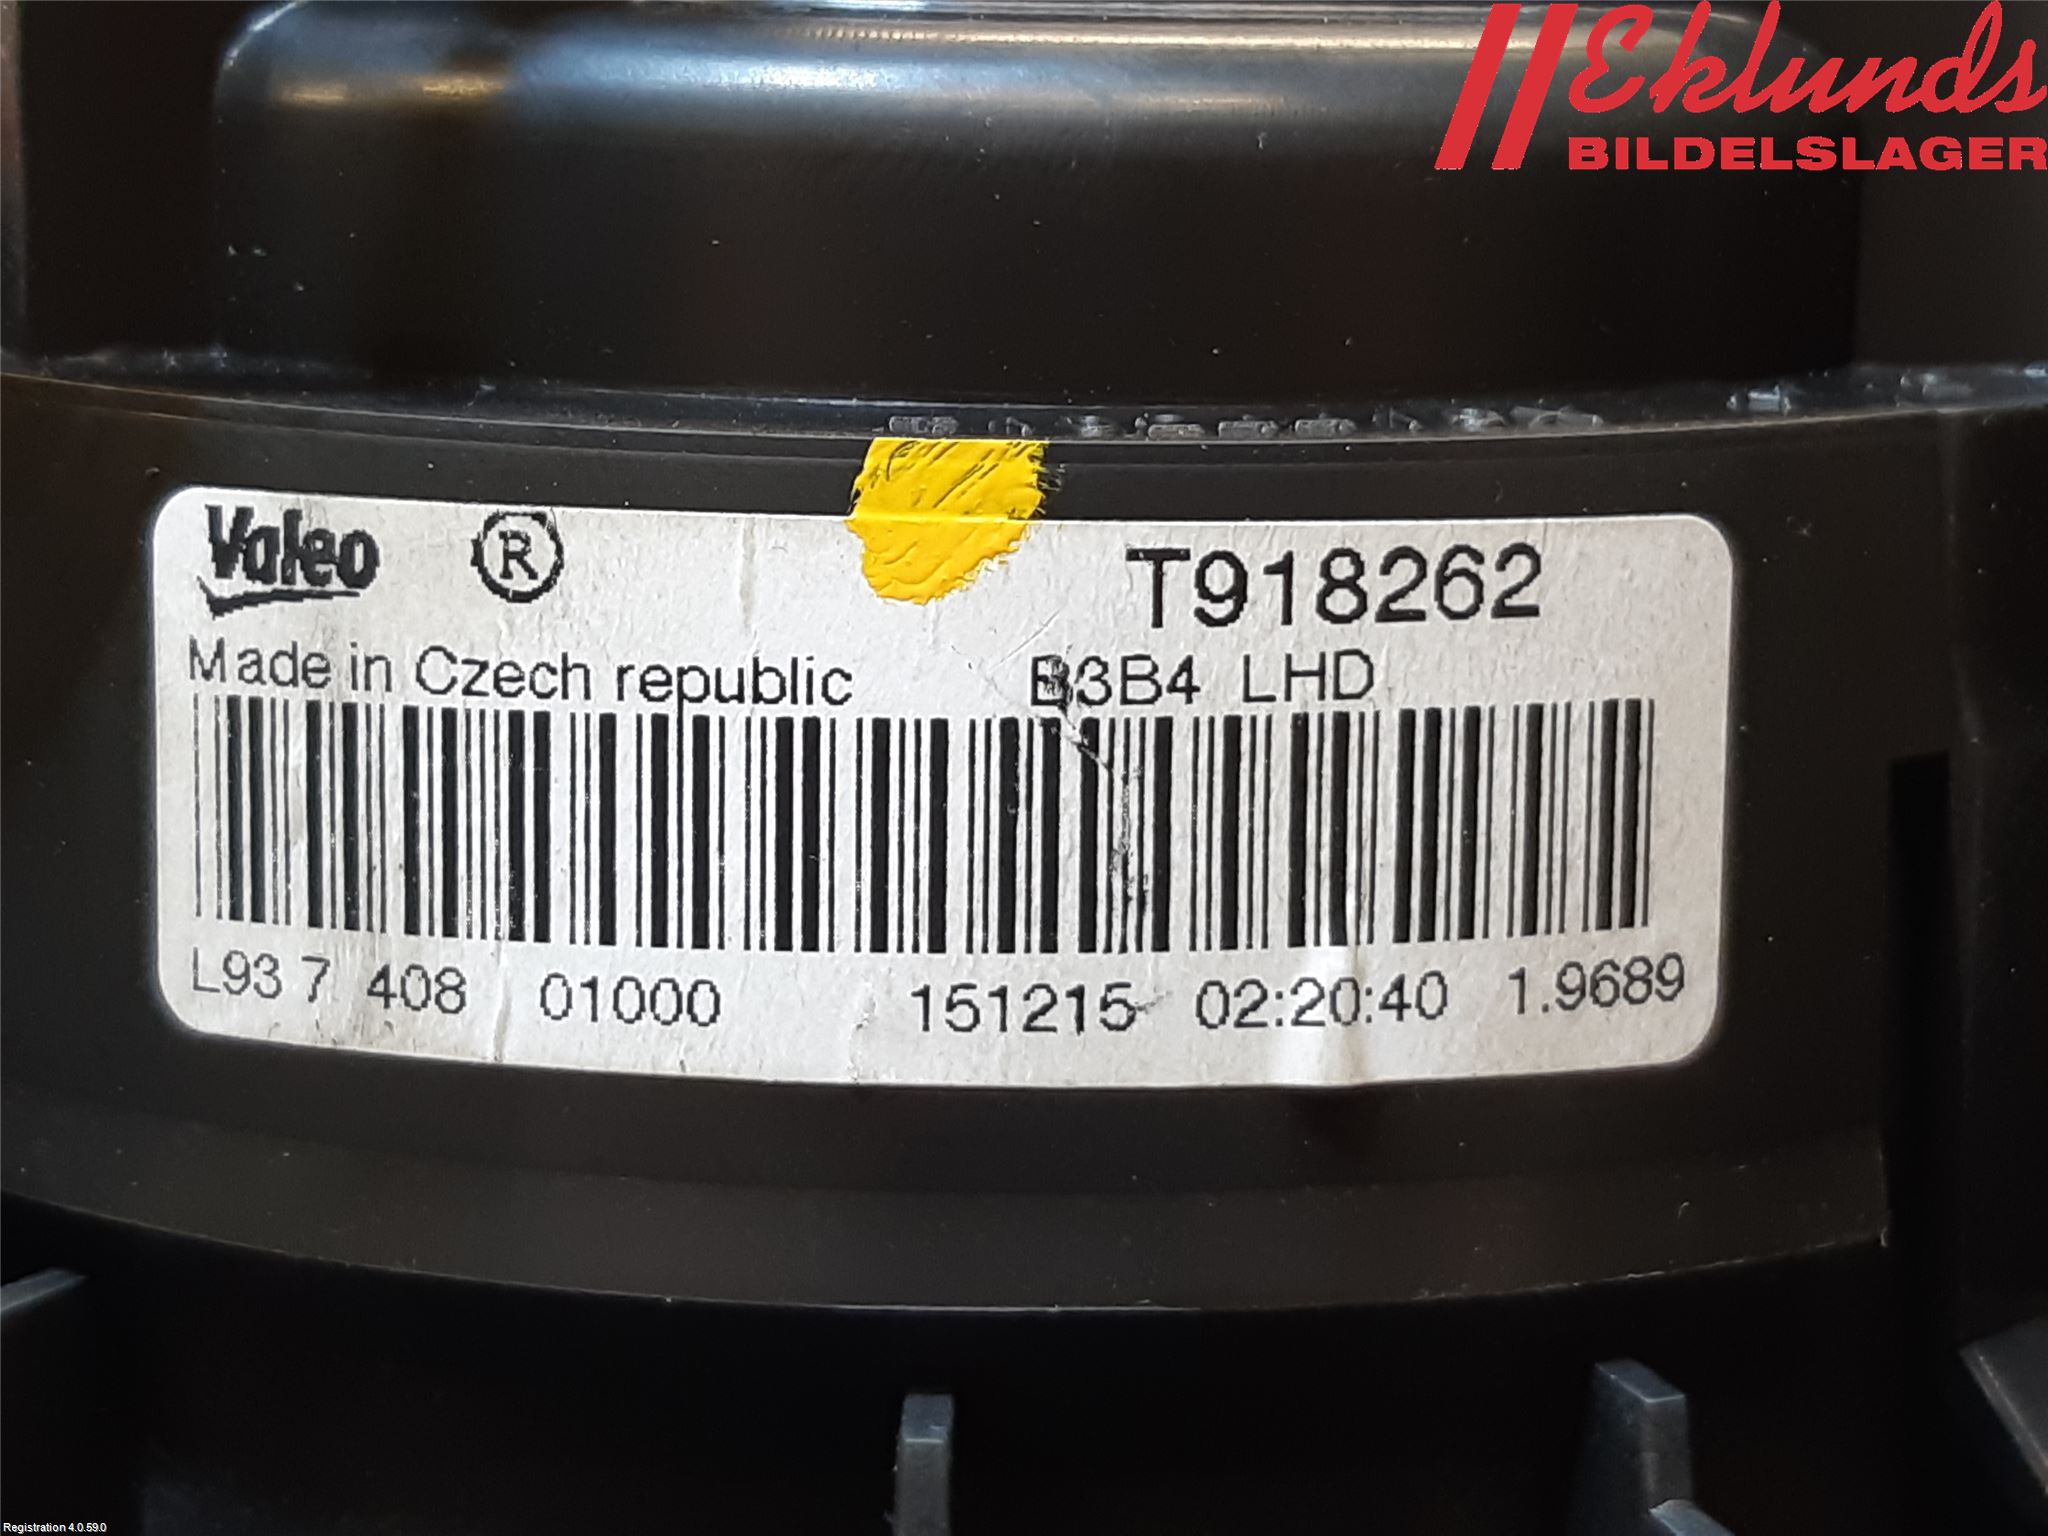 Eklunds
BILDELSLAGER
Valeo ® T918262
Made in Czech republic B3B4 LHD
L93 7 408 01000 151215 02:20:40 1.9689
Registration 4.0.59.0